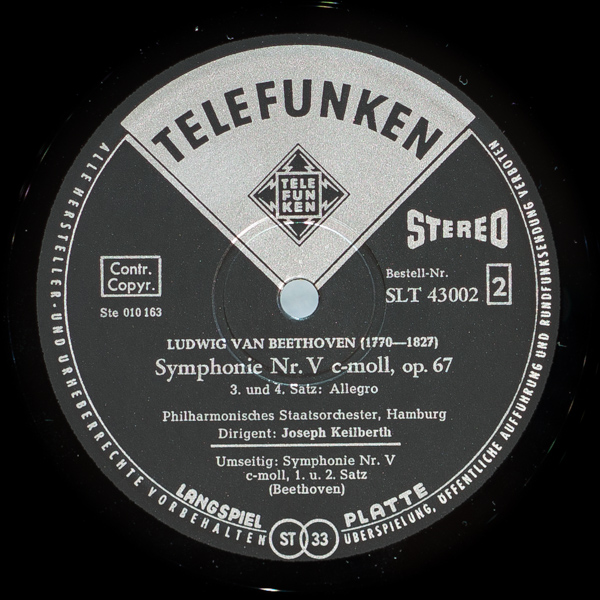 TELEFUNKEN
TELE
FUN
KEN
STEREO
Contr.
Copyr.
Ste 010 163
Bestell-Nr.
SLT 43002 2
LUDWIG VAN BEETHOVEN (1770—1827)
Symphonie Nr. V c-moll, op. 67
3. und 4. Satz: Allegro
Philharmonisches Staatsorchester, Hamburg
Dirigent: Joseph Keilberth
Umseitig: Symphonie Nr. V
c-moll, 1. u. 2. Satz
(Beethoven)
LANGSPIEL PLATTE
ST 33
ALLE HERSTELLER- UND URHEBERRECHTE VORBEHALTEN
ÜBERSPIELUNG, ÖFFENTLICHE AUFFÜHRUNG UND RUNDFUNKSENDUNG VERBOTEN